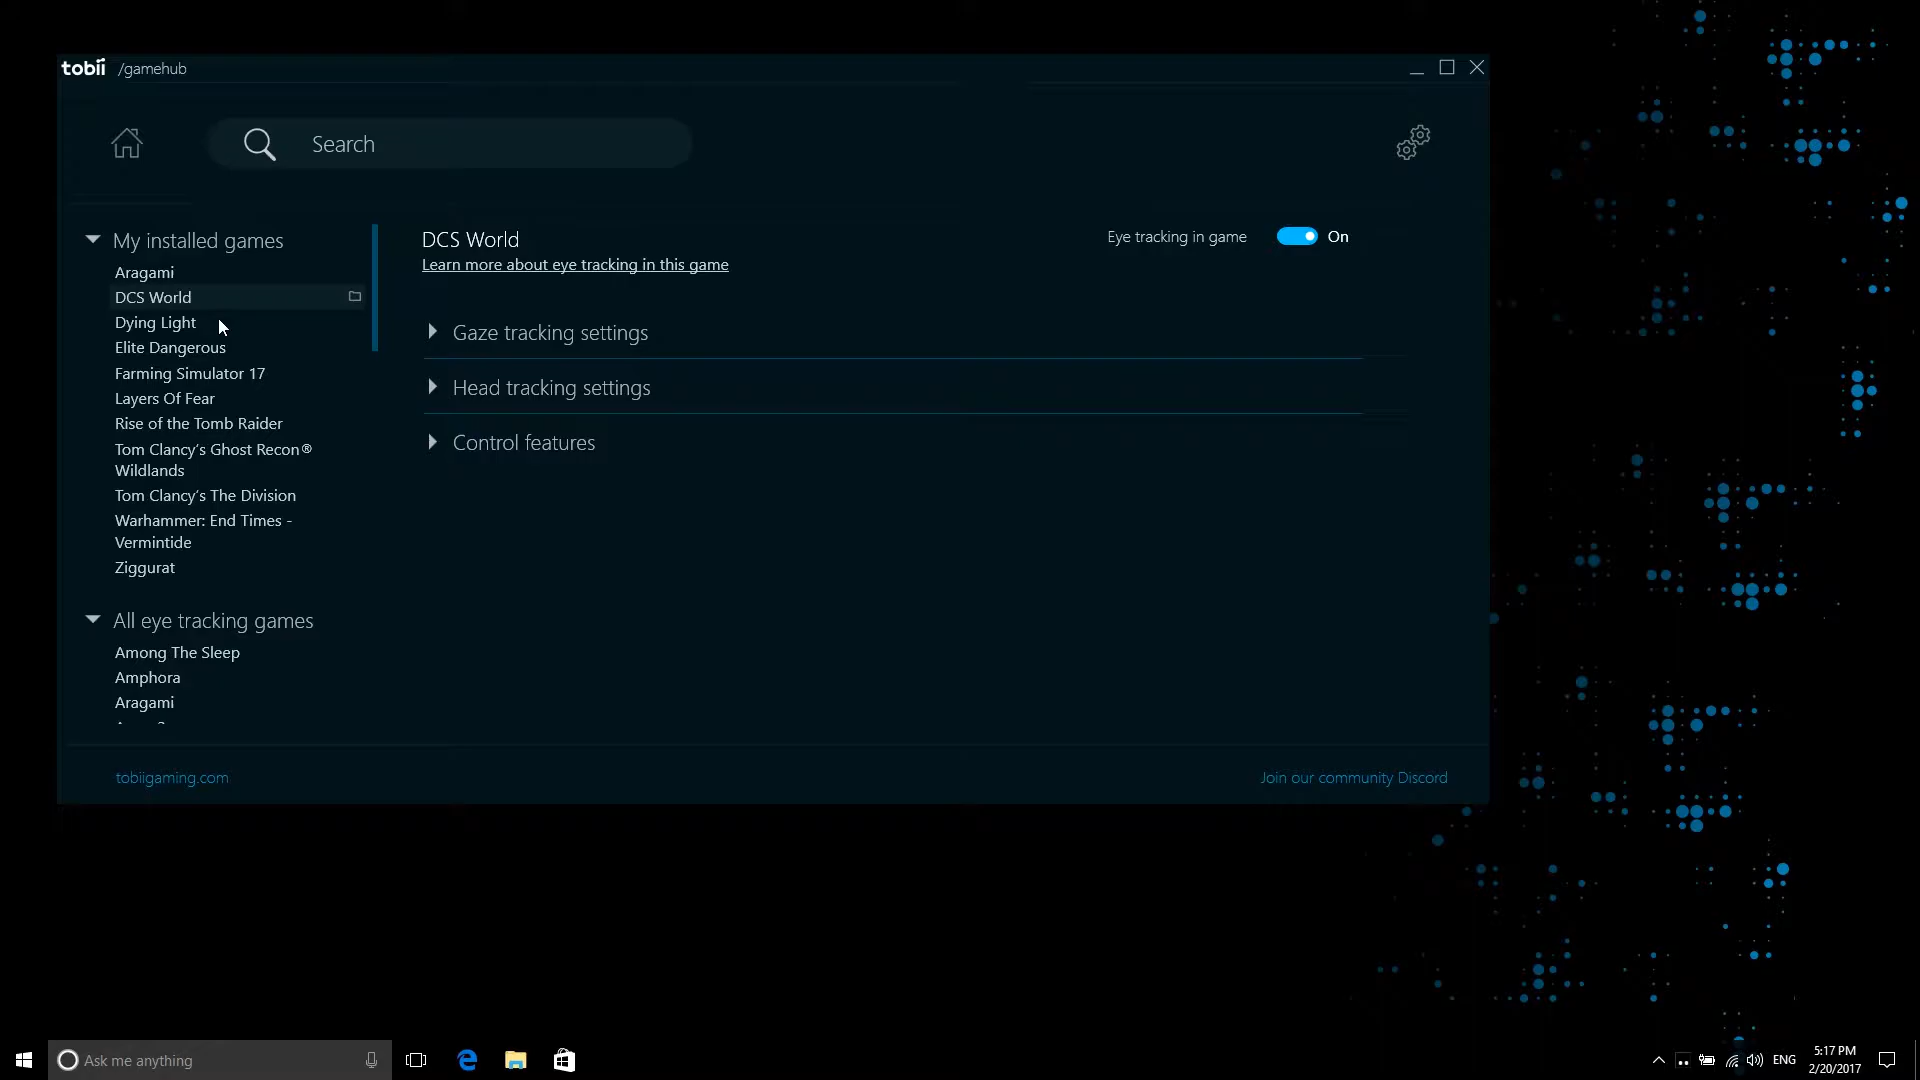 tobii /gamehub
Search
My installed games
Aragami
DCS World
Dying Light
Elite Dangerous
Farming Simulator 17
Layers Of Fear
Rise of the Tomb Raider
Tom Clancy's Ghost Recon®
Wildlands
Tom Clancy's The Division
Warhammer: End Times -
Vermintide
Ziggurat
All eye tracking games
Among The Sleep
Amphora
Aragami
DCS World
Learn more about eye tracking in this game
Eye tracking in game On
Gaze tracking settings
Head tracking settings
Control features
tobiigaming.com
Join our community Discord
Ask me anything
ENG
5:17 PM
2/20/2017